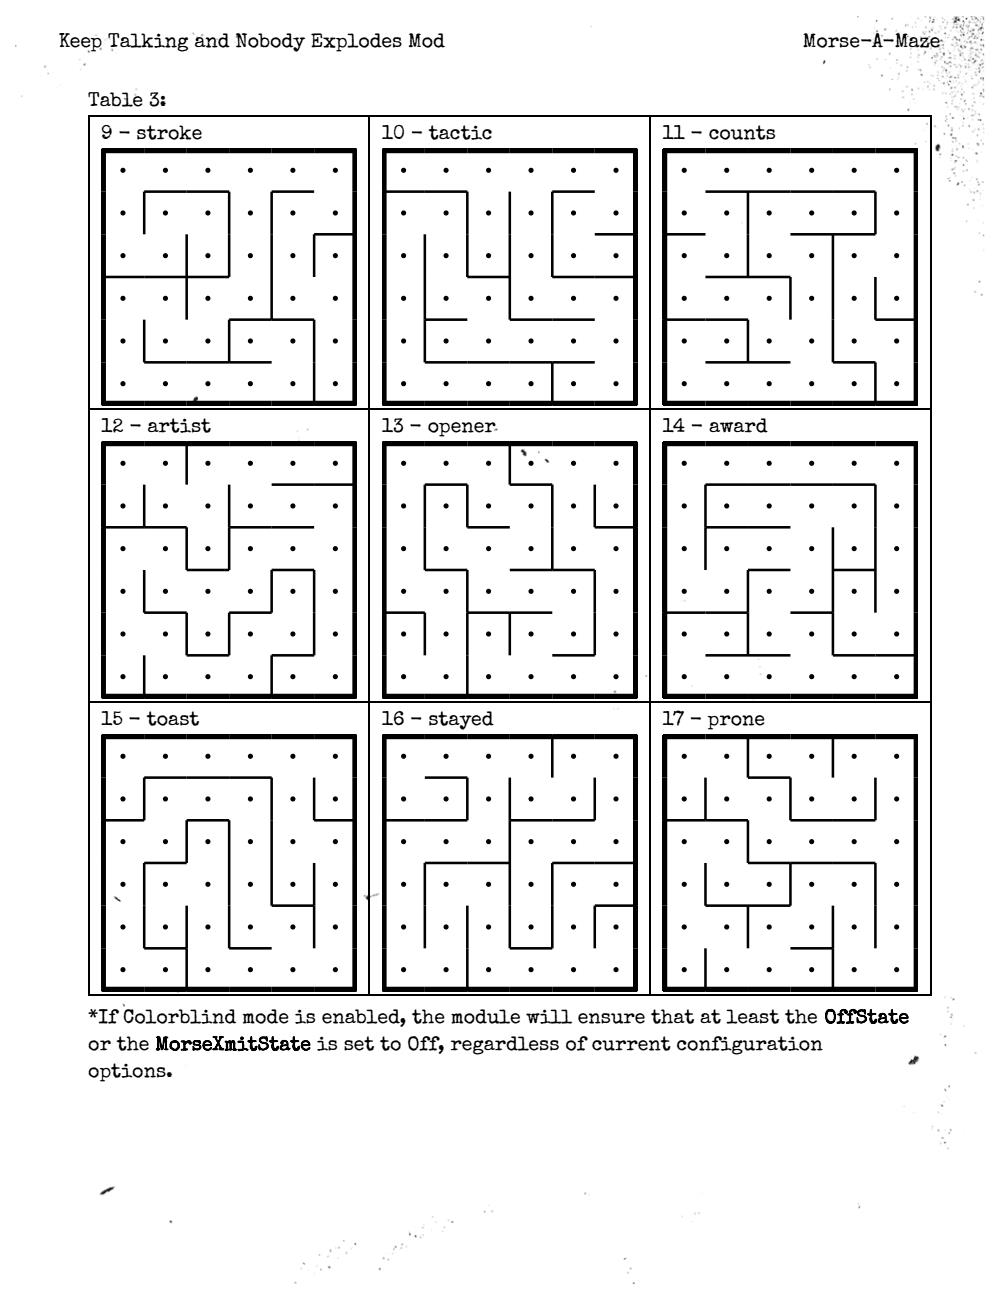 Keep Talking and Nobody Explodes Mod
Morse-A-Maze
Table 3:
9 - stroke
10 - tactic
11 - counts
12 - artist
13 - opener
14 - award
15 - toast
16 - stayed
17 - prone
*If Colorblind mode is enabled, the module will ensure that at least the OffState
or the MorseXmitState is set to Off, regardless of current configuration
options.